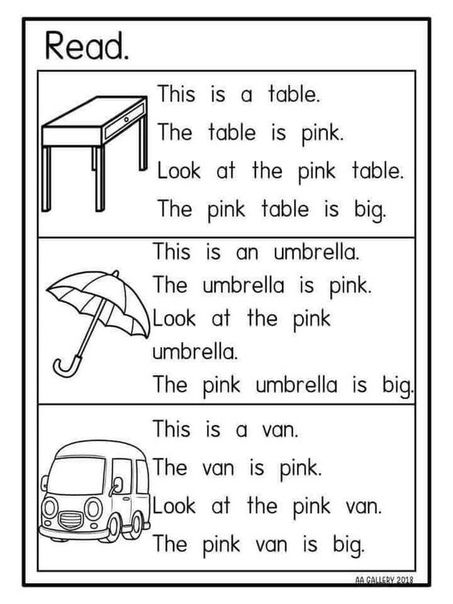 Read.
This is a table.
The table is pink.
Look at the pink table.
The pink table is big.
This is an umbrella.
The umbrella is pink.
Look at the pink
umbrella.
The pink umbrella is big.
This is a van.
The van is pink.
Look at the pink van.
The pink van is big.
AA GALLERY 2018